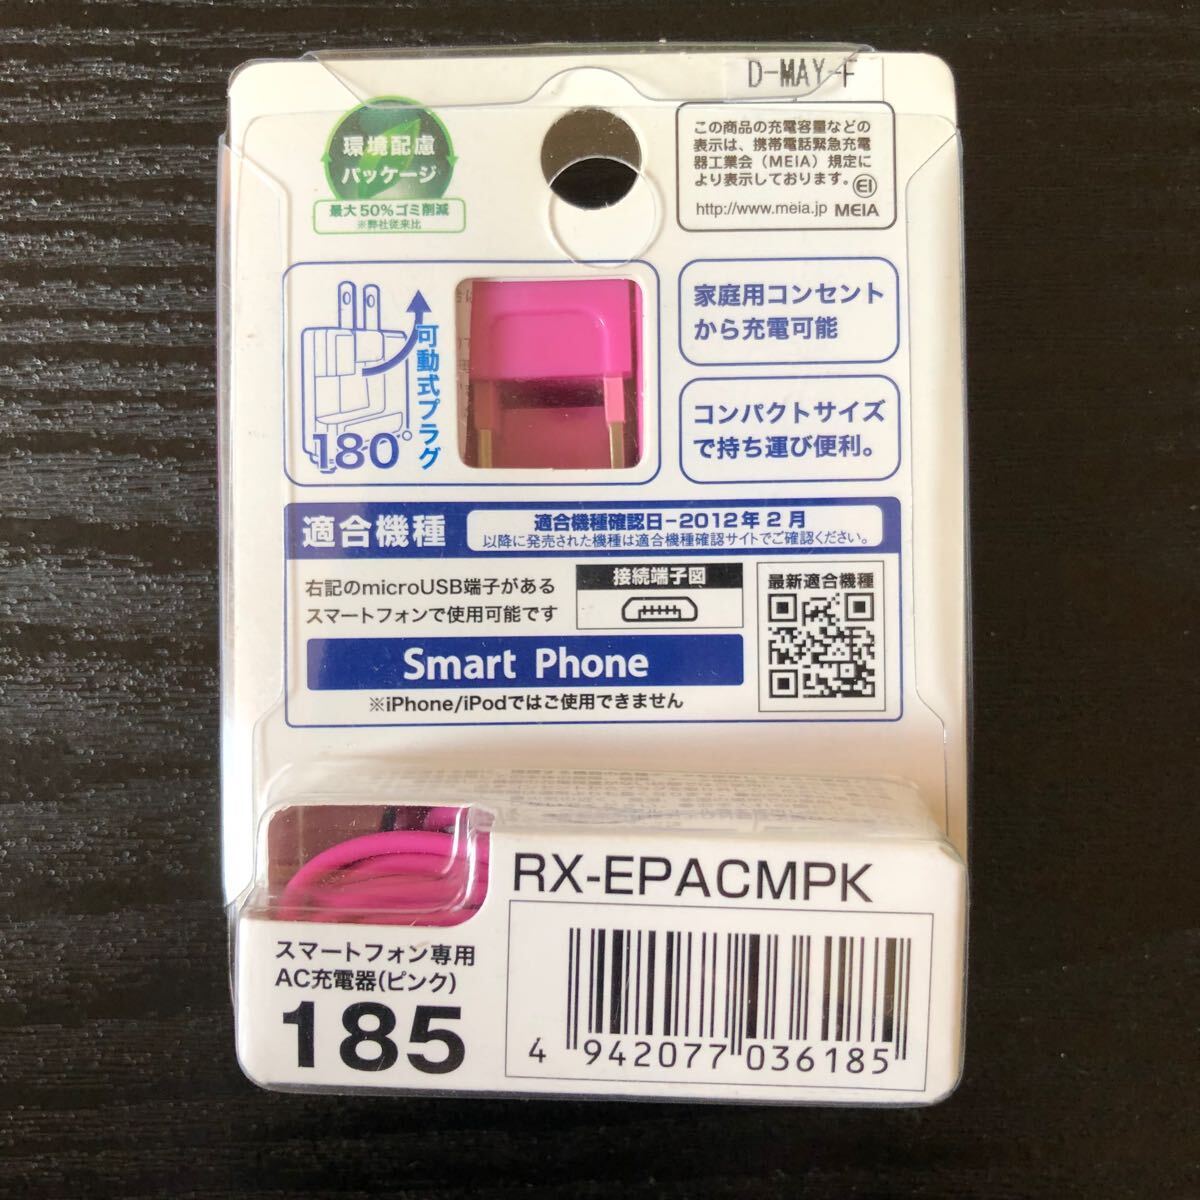 D-MAY-F
環境配慮
パッケージ
最大50%ゴミ削減
※弊社従来比
この商品の充電容量などの
表示は、携帯電話緊急充電
器工業会（MEIA）規定に
より表示しております。
http://www.meia.jp MEIA
可動式プラグ
180°
家庭用コンセント
から充電可能
コンパクトサイズ
で持ち運び便利。
適合機種
適合機種確認日-2012年2月
以降に発売された機種は適合機種確認サイトでご確認ください。
右記のmicroUSB端子がある
スマートフォンで使用可能です
接続端子図
最新適合機種
Smart Phone
※iPhone/iPodではご使用できません
RX-EPACMPK
スマートフォン専用
AC充電器(ピンク)
185
4 942077 036185